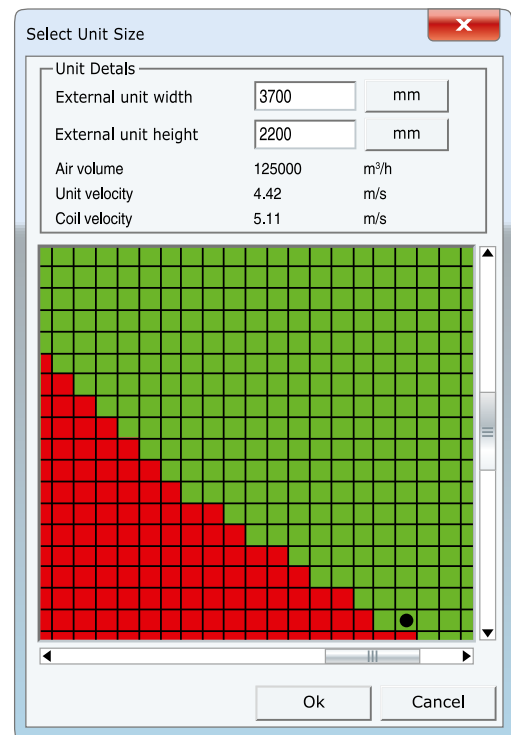 Select Unit Size
Unit Detals
External unit width 3700 mm
External unit height 2200 mm
Air volume 125000 m³/h
Unit velocity 4.42 m/s
Coil velocity 5.11 m/s
Ok Cancel